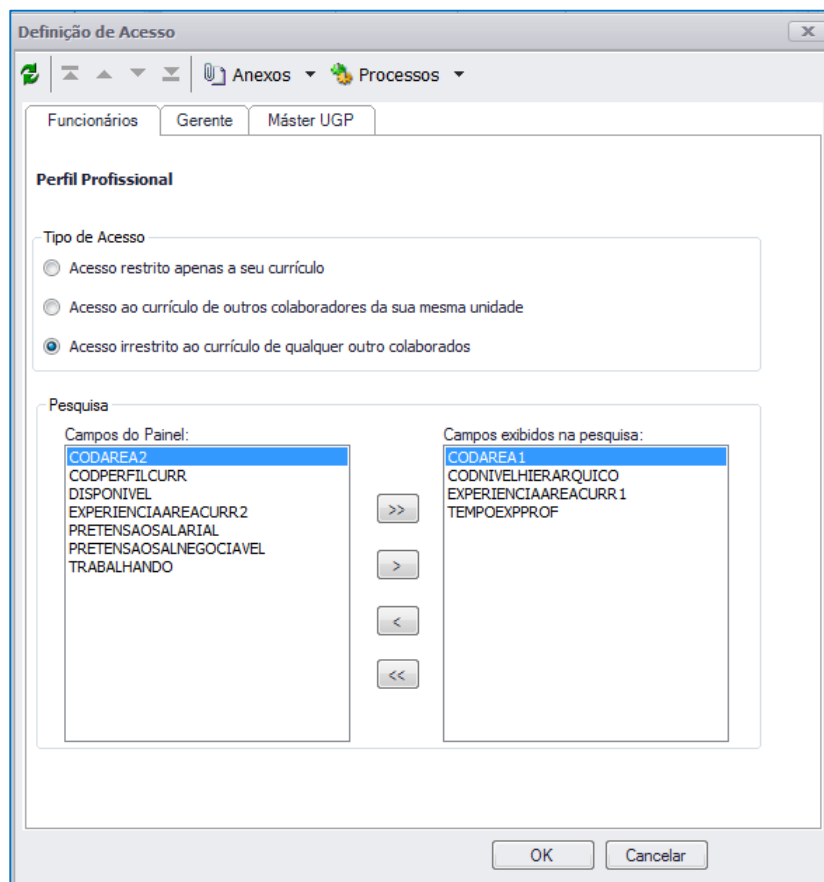 Definição de Acesso
Anexos Processos
Funcionários Gerente Máster UGP
Perfil Profissional
Tipo de Acesso
Acesso restrito apenas a seu currículo
Acesso ao currículo de outros colaboradores da sua mesma unidade
Acesso irrestrito ao currículo de qualquer outro colaborados
Pesquisa
Campos do Painel: Campos exibidos na pesquisa:
CODAREA2 CODAREA1
CODPERFILCURR CODNIVELHIERARQUICO
DISPONIVEL EXPERIENCIAAREACURR1
EXPERIENCIAAREACURR2 TEMPOEXPPROF
PRETENSAOSALARIAL
PRETENSAOSALNEGOCIAVEL
TRABALHANDO
>>
>
<
<<
OK Cancelar